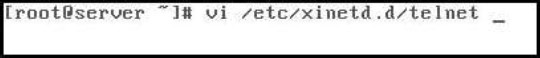 [root@server ~]# vi /etc/xinetd.d/telnet _